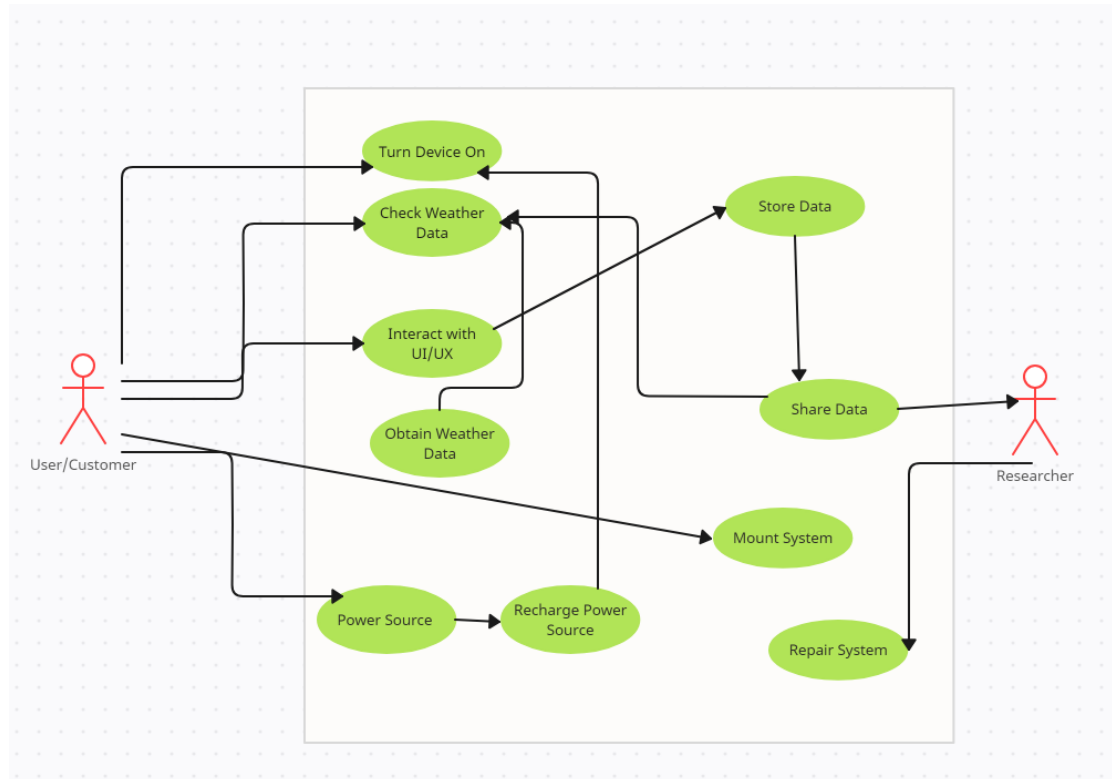 Turn Device On
Check Weather
Data
Store Data
Interact with
UI/UX
Obtain Weather
Data
Share Data
User/Customer
Researcher
Mount System
Power Source
Recharge Power
Source
Repair System